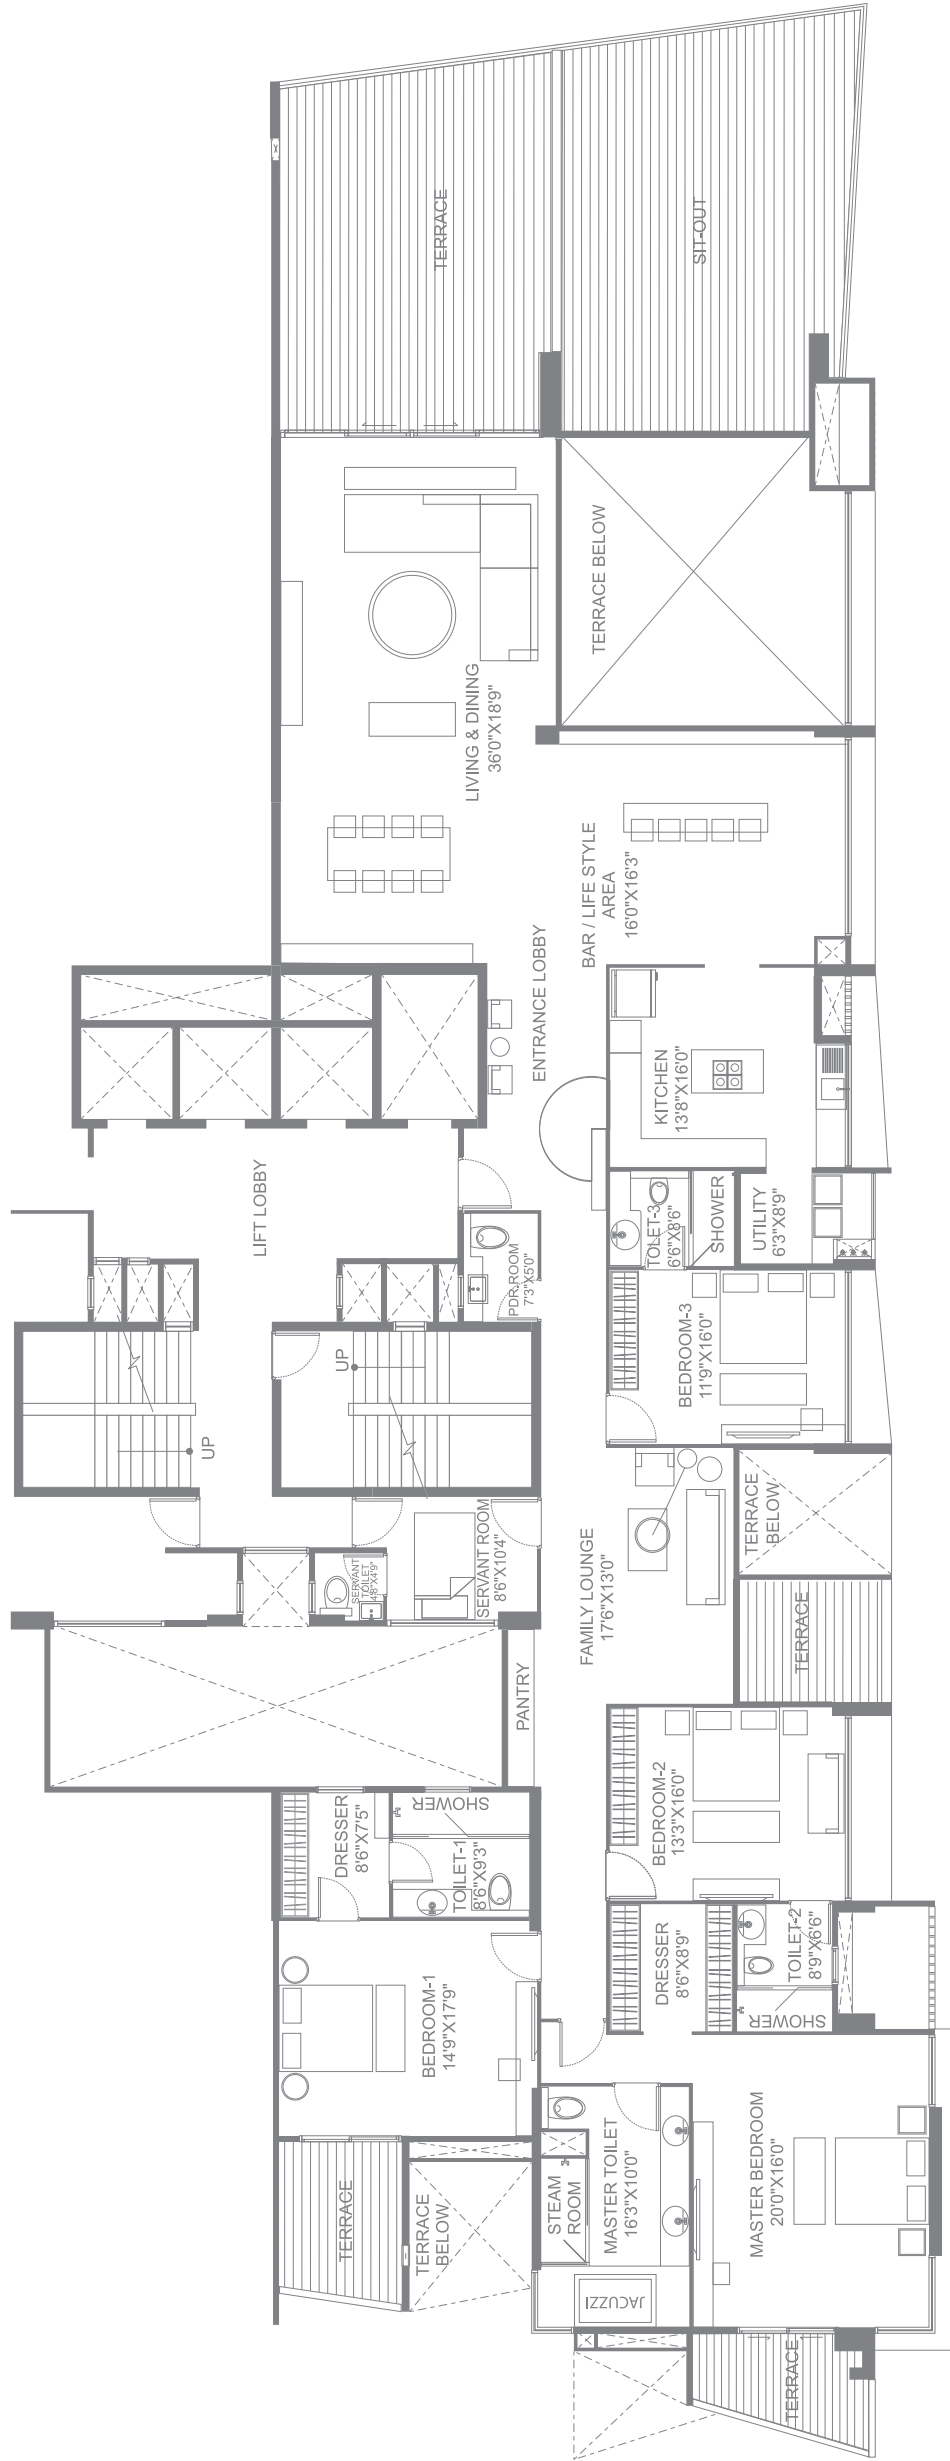 TERRACE
SIT-OUT
TERRACE BELOW
LIVING & DINING
36'0"X18'9"
BAR / LIFE STYLE
AREA
16'0"X16'3"
ENTRANCE LOBBY
KITCHEN
13'8"X16'0"
LIFT LOBBY
PDR.ROOM
7'3"X5'0"
TOILET-3
6'6"X8'6"
SHOWER
UTILITY
6'3"X8'9"
UP
UP
BEDROOM-3
11'9"X16'0"
SERVANT
TOILET
4'8"X4'9"
SERVANT ROOM
8'6"X10'4"
FAMILY LOUNGE
17'6"X13'0"
TERRACE
BELOW
TERRACE
PANTRY
DRESSER
8'6"X7'5"
SHOWER
TOILET-1
8'6"X9'3"
BEDROOM-2
13'3"X16'0"
BEDROOM-1
14'9"X17'9"
DRESSER
8'6"X8'9"
TOILET-2
8'9"X6'6"
SHOWER
TERRACE
TERRACE
BELOW
STEAM
ROOM
MASTER TOILET
16'3"X10'0"
JACUZZI
MASTER BEDROOM
20'0"X16'0"
TERRACE